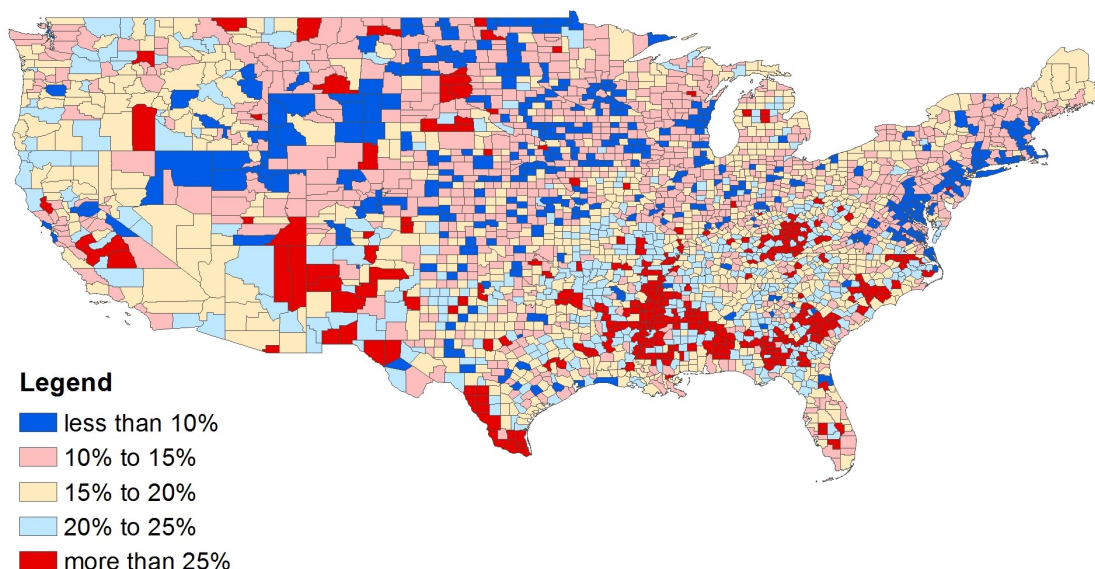 Legend
less than 10%
10% to 15%
15% to 20%
20% to 25%
more than 25%